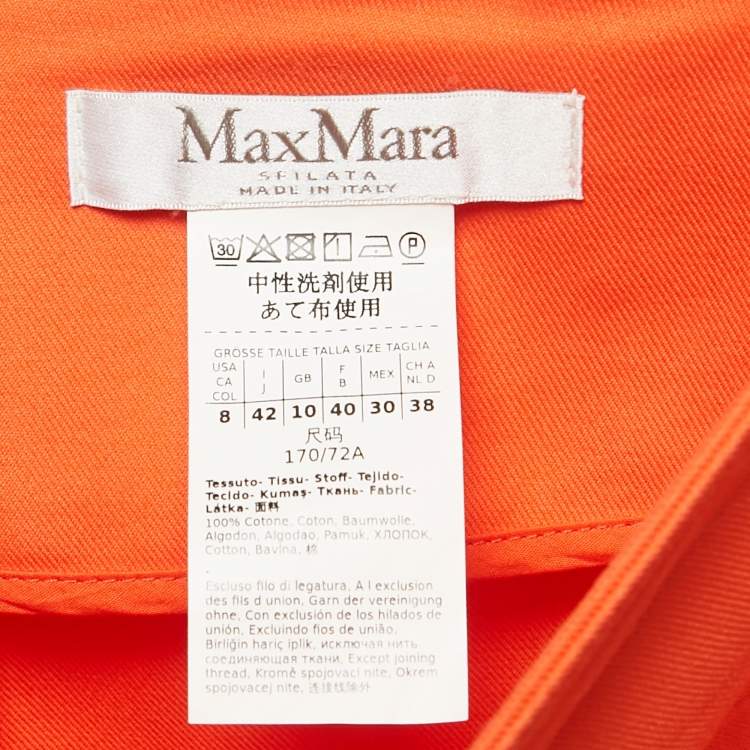 MaxMara
SFILATA
MADE IN ITALY
30 P
中性洗剤使用
あて布使用
GRÖSSE TAILLE TALLA SIZE TAGLIA
USA CA COL I J GB F B MEX CH A NL D
8 42 10 40 30 38
尺码
170/72A
Tessuto- Tissu- Stoff- Tejido-
Tecido- Kumaş- Ткань- Fabric-
Látka- 面料
100% Cotone, Coton, Baumwolle,
Algodon, Algodao, Pamuk, ХЛОПОК,
Cotton, Bavlna, 棉
.
Escluso filo di legatura, A l exclusion
des fils d union, Garn der vereinigung
ohne, Con exclusión de los hilados de
unión, Excluindo fios de união,
Birliğin hariç iplik, исключая нить
соединяющая ткани, Except joining
thread, Kromě spojovací nite, Okrem
spojovacej nite, 连接线除外